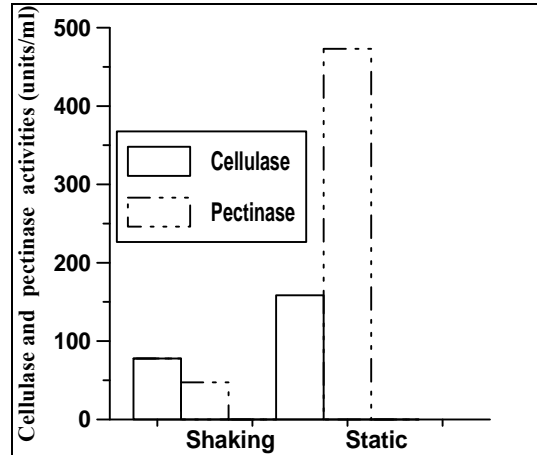 Cellulase and pectinase activities (units/ml)
500
400
300
200
100
0
Cellulase
Pectinase
Shaking
Static